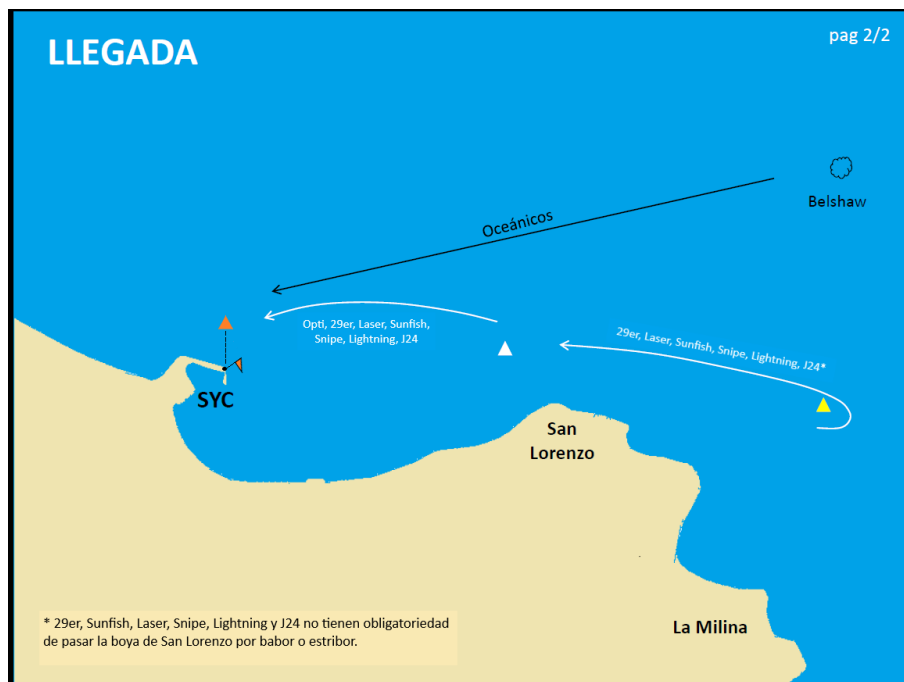 LLEGADA
pag 2/2
Belshaw
Oceánicos
Opti, 29er, Laser, Sunfish,
Snipe, Lightning, J24
29er, Laser, Sunfish, Snipe, Lightning, J24*
SYC
San
Lorenzo
La Milina
* 29er, Sunfish, Laser, Snipe, Lightning y J24 no tienen obligatoriedad
de pasar la boya de San Lorenzo por babor o estribor.